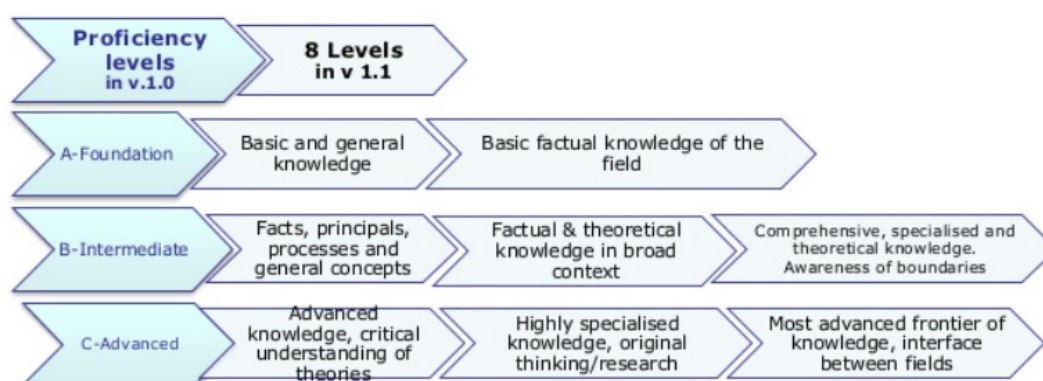 Proficiency
levels
in v.1.0
8 Levels
in v 1.1
A-Foundation
Basic and general
knowledge
Basic factual knowledge of the
field
B-Intermediate
Facts, principals,
processes and
general concepts
Factual & theoretical
knowledge in broad
context
Comprehensive, specialised and
theoretical knowledge.
Awareness of boundaries
C-Advanced
Advanced
knowledge, critical
understanding of
theories
Highly specialised
knowledge, original
thinking/research
Most advanced frontier of
knowledge, interface
between fields